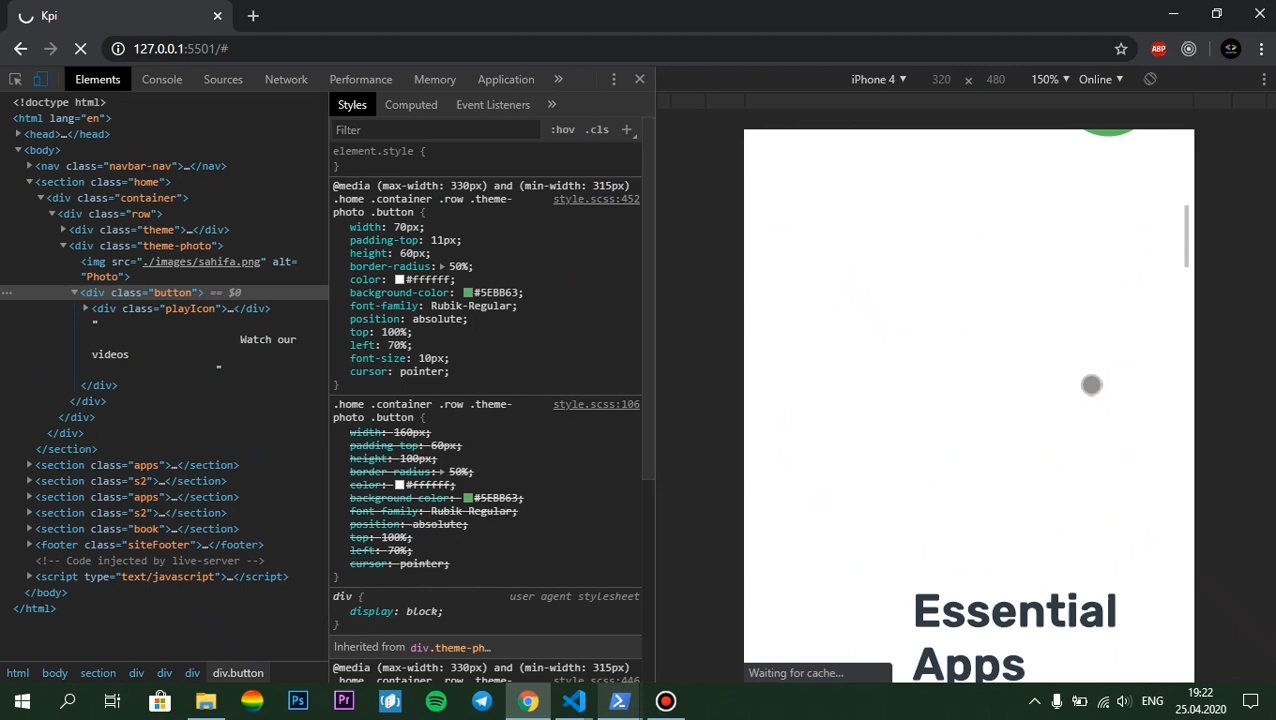 Kpi
127.0.0.1:5501/#
ABP
Elements Console Sources Network Performance Memory Application
iPhone 4 320 × 480 150% Online
<!doctype html>
<html lang="en">
<head>…</head>
<body>
<nav class="navbar-nav">…</nav>
<section class="home">
<div class="container">
<div class="row">
<div class="theme">…</div>
<div class="theme-photo">
<img src="./images/sahifa.png" alt=
"Photo">
<div class="button"> == $0
<div class="playIcon">…</div>
"
Watch our
videos
"
</div>
</div>
</div>
</div>
</section>
<section class="apps">…</section>
<section class="s2">…</section>
<section class="apps">…</section>
<section class="s2">…</section>
<section class="book">…</section>
<footer class="siteFooter">…</footer>
<!-- Code injected by live-server -->
<script type="text/javascript">…</script>
</body>
</html>
html body section div div div div.button
Styles Computed Event Listeners
Filter :hov .cls
element.style {
}
@media (max-width: 330px) and (min-width: 315px)
.home .container .row .theme- style.scss:452
photo .button {
width: 70px;
padding-top: 11px;
height: 60px;
border-radius: 50%;
color: #ffffff;
background-color: #5EBB63;
font-family: Rubik-Regular;
position: absolute;
top: 100%;
left: 70%;
font-size: 10px;
cursor: pointer;
}
.home .container .row .theme- style.scss:106
photo .button {
width: 160px;
padding-top: 60px;
height: 100px;
border-radius: 50%;
color: #ffffff;
background-color: #5EBB63;
font-family: Rubik-Regular;
position: absolute;
top: 100%;
left: 70%;
cursor: pointer;
}
div { user agent stylesheet
display: block;
}
Inherited from div.theme-ph…
@media (max-width: 330px) and (min-width: 315px)
Essential
Apps
Waiting for cache...
Ps
Pr
ENG
19:22
25.04.2020